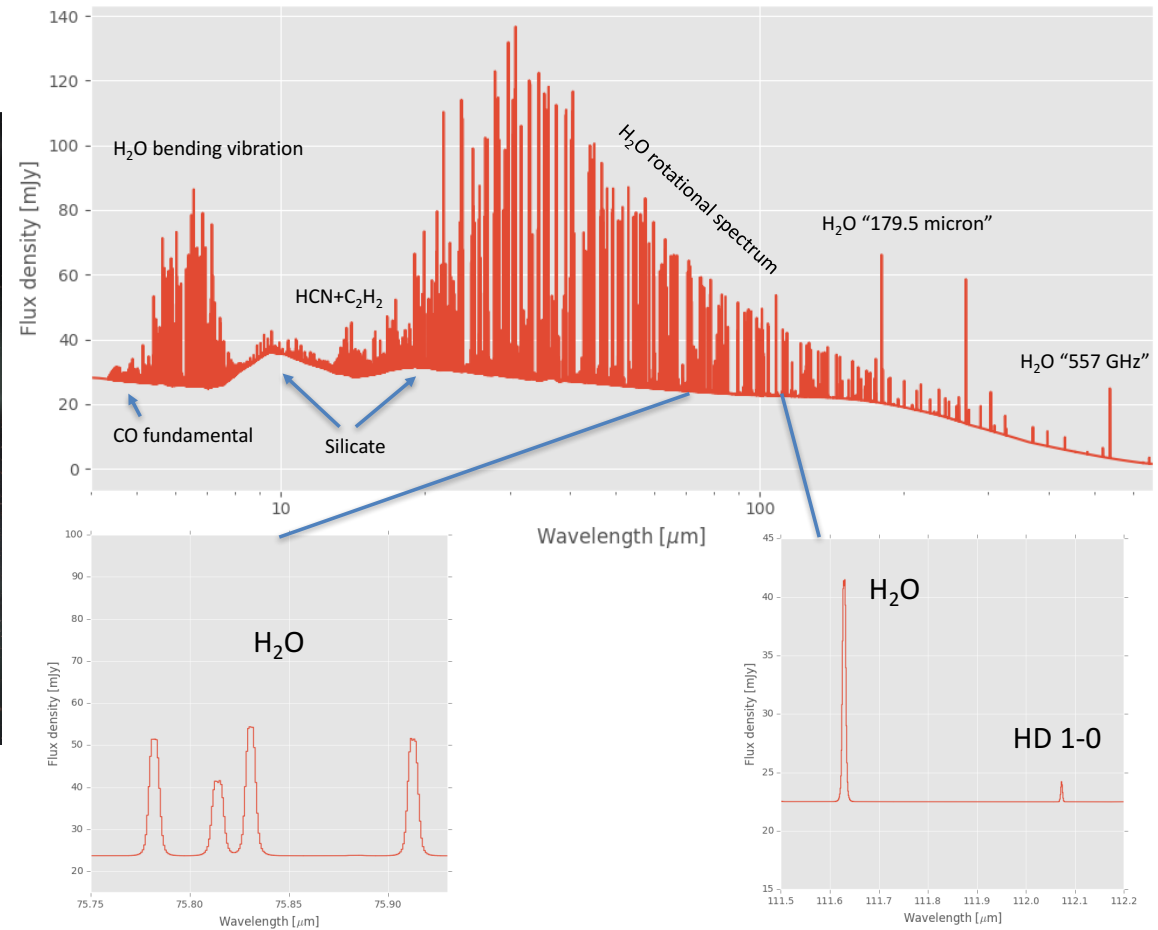 140
120
100
80
60
40
20
0
Flux density [mJy]
H₂O bending vibration
HCN+C₂H₂
H₂O rotational spectrum
H₂O “179.5 micron”
H₂O “557 GHz”
CO fundamental
Silicate
10
100
Wavelength [μm]
100
90
80
70
60
50
40
30
20
Flux density [mJy]
H₂O
75.75
75.80
75.85
75.90
Wavelength [μm]
45
40
35
30
25
20
15
Flux density [mJy]
H₂O
HD 1-0
111.5
111.6
111.7
111.8
111.9
112.0
112.1
112.2
Wavelength [μm]